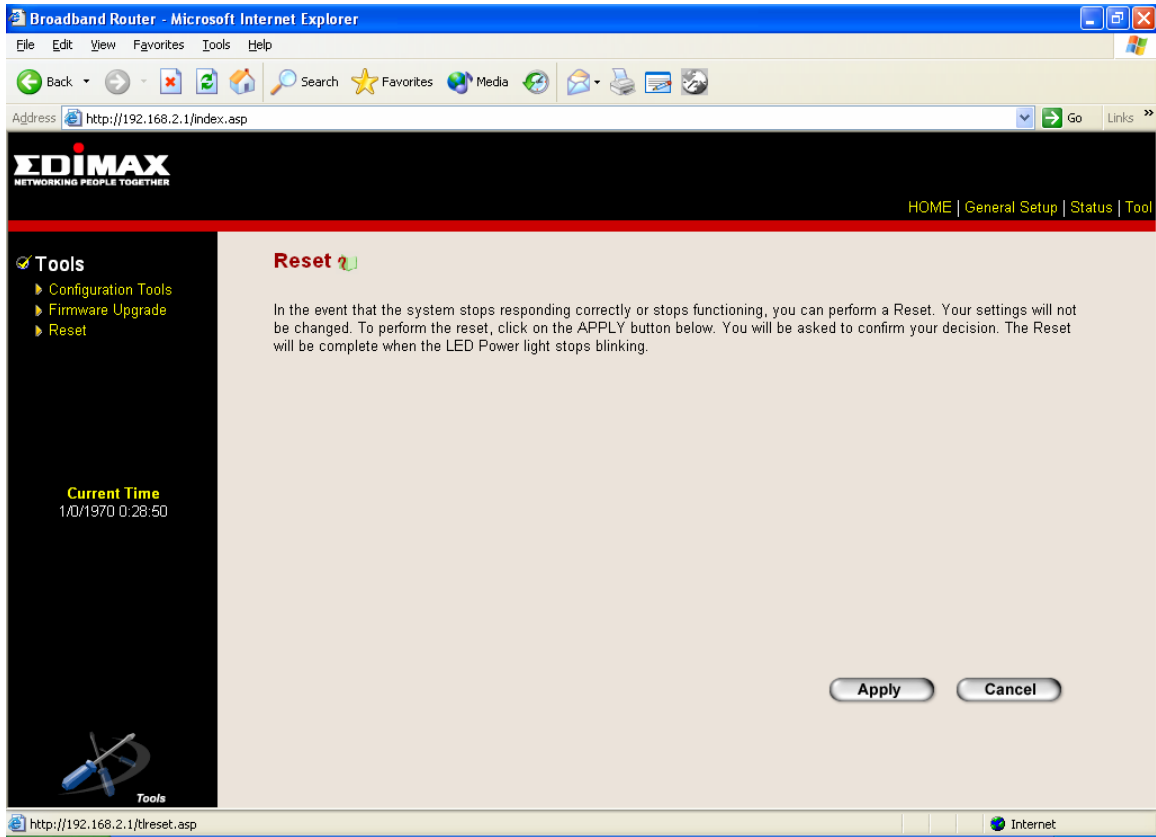 Broadband Router - Microsoft Internet Explorer
File Edit View Favorites Tools Help
Back Search Favorites Media
Address http://192.168.2.1/index.asp Go Links »
EDIMAX
NETWORKING PEOPLE TOGETHER
HOME | General Setup | Status | Tool
Tools
Configuration Tools
Firmware Upgrade
Reset
Current Time
1/0/1970 0:28:50
Tools
Reset
In the event that the system stops responding correctly or stops functioning, you can perform a Reset. Your settings will not
be changed. To perform the reset, click on the APPLY button below. You will be asked to confirm your decision. The Reset
will be complete when the LED Power light stops blinking.
Apply Cancel
http://192.168.2.1/tlreset.asp Internet